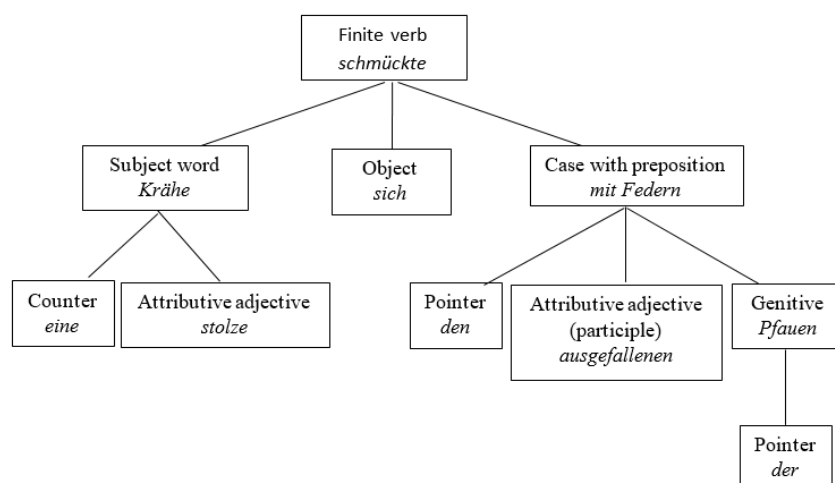 Finite verb
schmückte
Subject word
Krähe
Object
sich
Case with preposition
mit Federn
Counter
eine
Attributive adjective
stolze
Pointer
den
Attributive adjective
(participle)
ausgefallenen
Genitive
Pfauen
Pointer
der